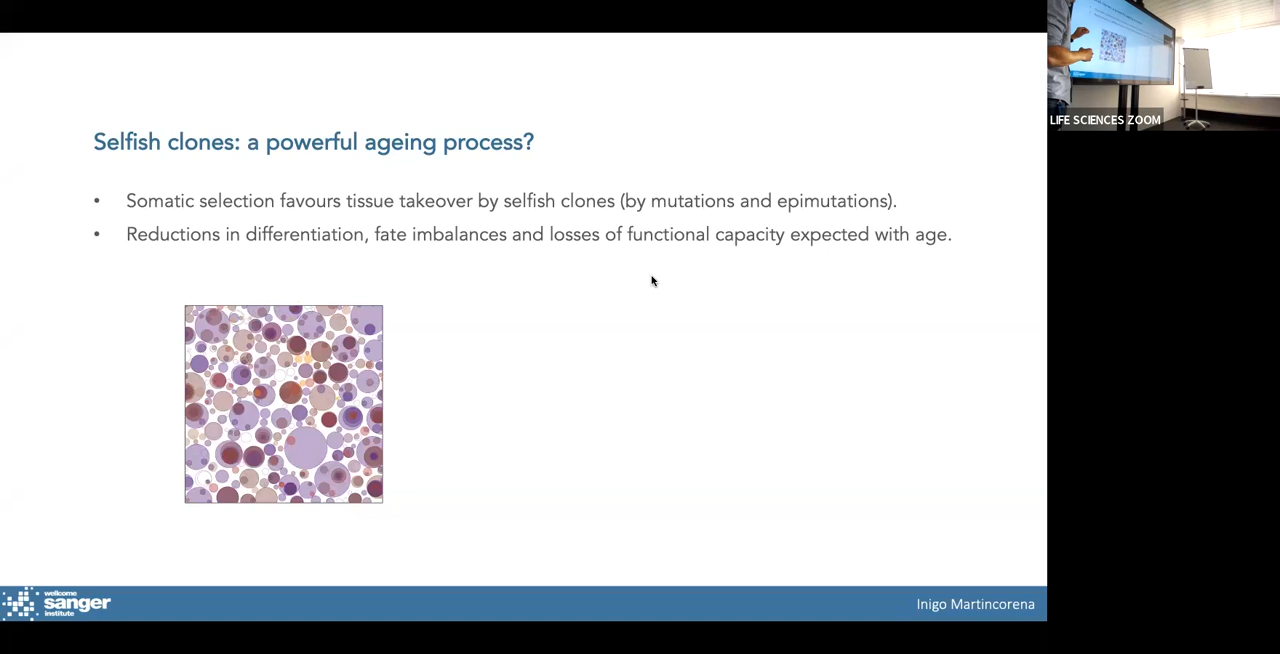 Selfish clones: a powerful ageing process?
• Somatic selection favours tissue takeover by selfish clones (by mutations and epimutations).
• Reductions in differentiation, fate imbalances and losses of functional capacity expected with age.
wellcome
sanger
institute
Inigo Martincorena
LIFE SCIENCES ZOOM